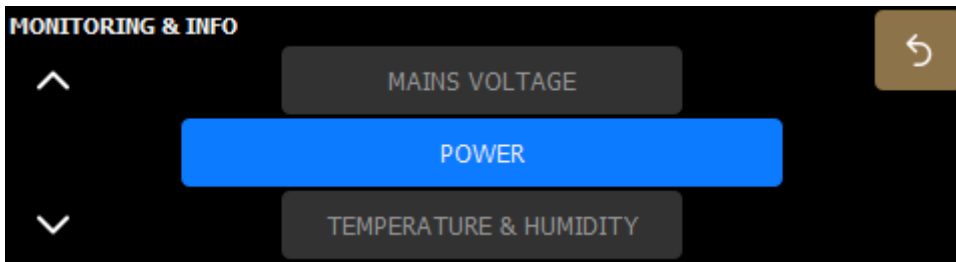 MONITORING & INFO
MAINS VOLTAGE
POWER
TEMPERATURE & HUMIDITY